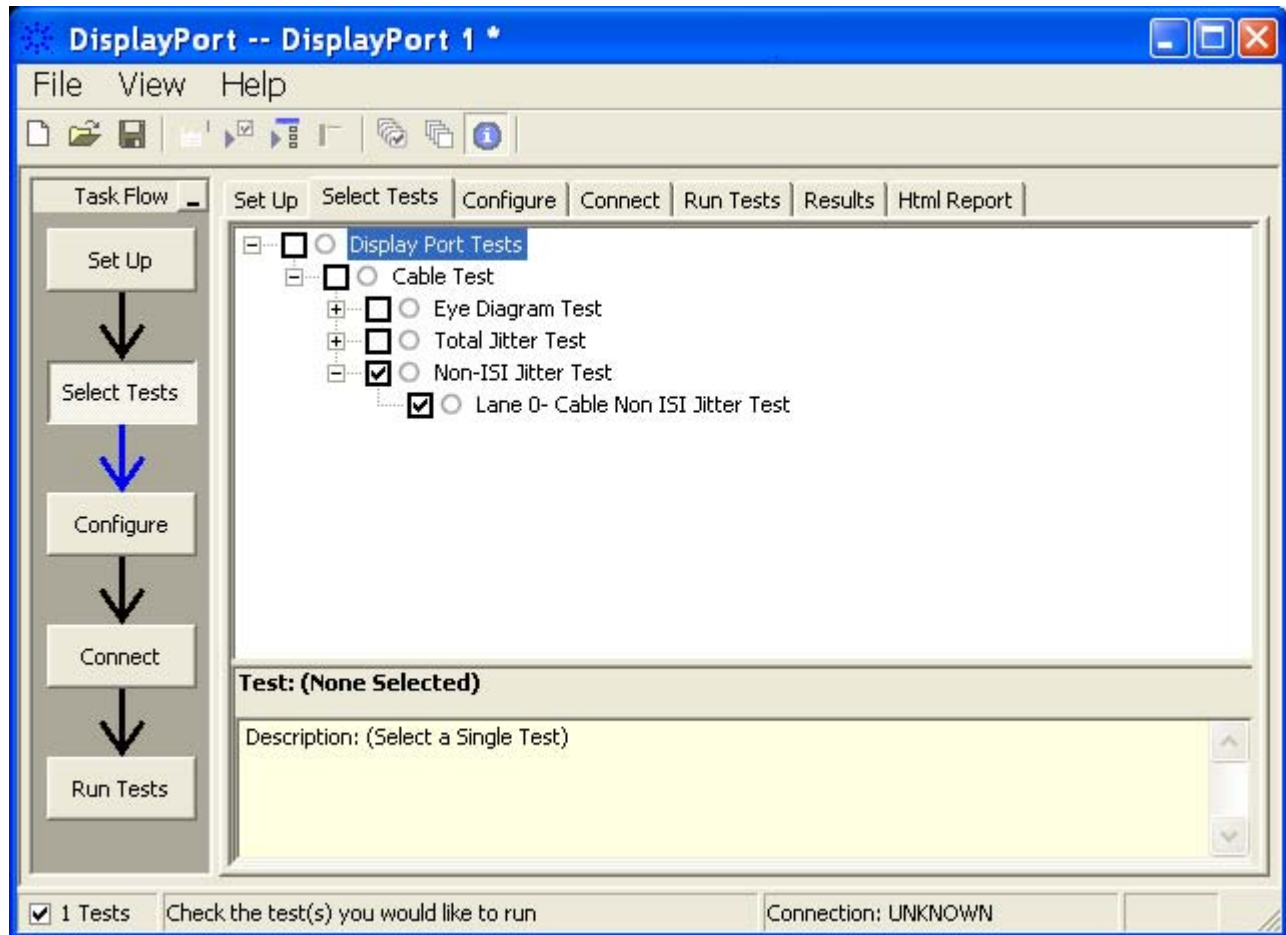 DisplayPort -- DisplayPort 1 *
File View Help
Task Flow
Set Up Select Tests Configure Connect Run Tests Results Html Report
Set Up
Select Tests
Configure
Connect
Run Tests
Display Port Tests
Cable Test
Eye Diagram Test
Total Jitter Test
Non-ISI Jitter Test
Lane 0- Cable Non ISI Jitter Test
Test: (None Selected)
Description: (Select a Single Test)
1 Tests Check the test(s) you would like to run Connection: UNKNOWN